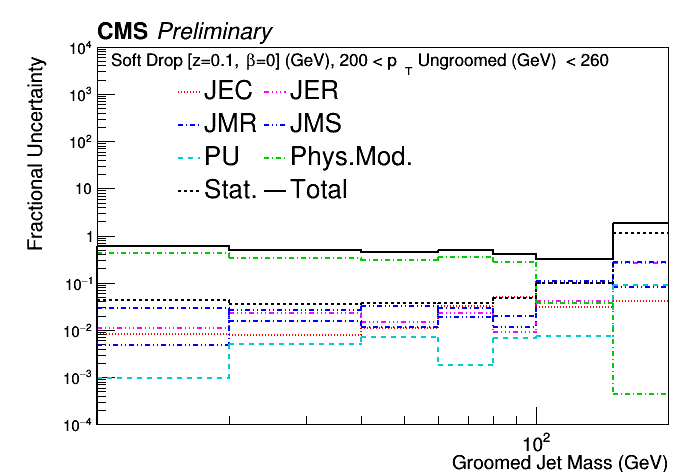 CMS Preliminary
Soft Drop [z=0.1, β=0] (GeV), 200 < p_T Ungroomed (GeV) < 260
JEC JER
JMR JMS
PU Phys.Mod.
Stat. Total
Fractional Uncertainty
10^4
10^3
10^2
10
1
10^−1
10^−2
10^−3
10^−4
10^2
Groomed Jet Mass (GeV)